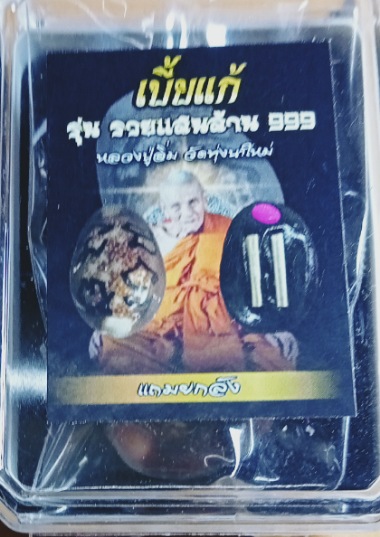 เบี้ยแก้
รุ่น รวยแสนล้าน 999
หลวงปู่ลิ่ม วัดทุ่งนาใหม่
แถมยกลัง